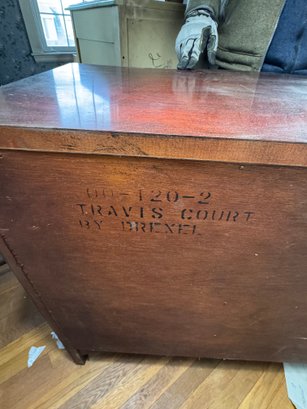 00-120-2
TRAVIS COURT
BY DREXEL